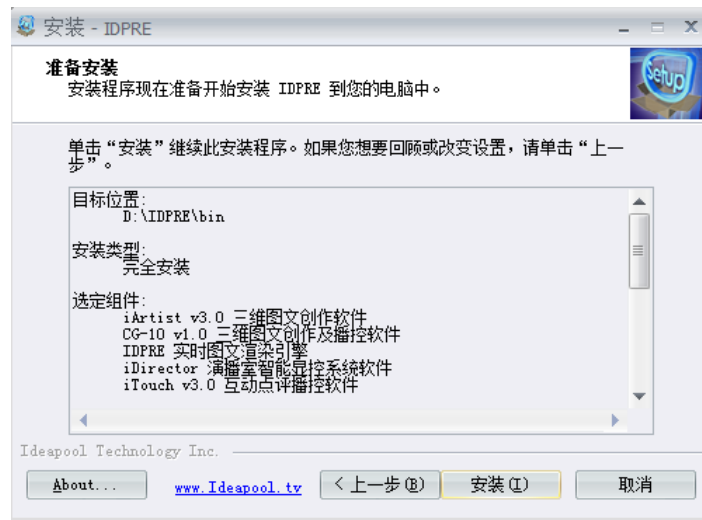 安装 - IDPRE
准备安装
安装程序现在准备开始安装 IDPRE 到您的电脑中。
Setup
单击“安装”继续此安装程序。如果您想要回顾或改变设置，请单击“上一
步”。
目标位置:
D:\IDPRE\bin
安装类型:
完全安装
选定组件:
iArtist v3.0 三维图文创作软件
CG-10 v1.0 三维图文创作及播控软件
IDPRE 实时图文渲染引擎
iDirector 演播室智能显控系统软件
iTouch v3.0 互动点评播控软件
Ideapool Technology Inc.
About...
www.Ideapool.tv
< 上一步(B)
安装(I)
取消